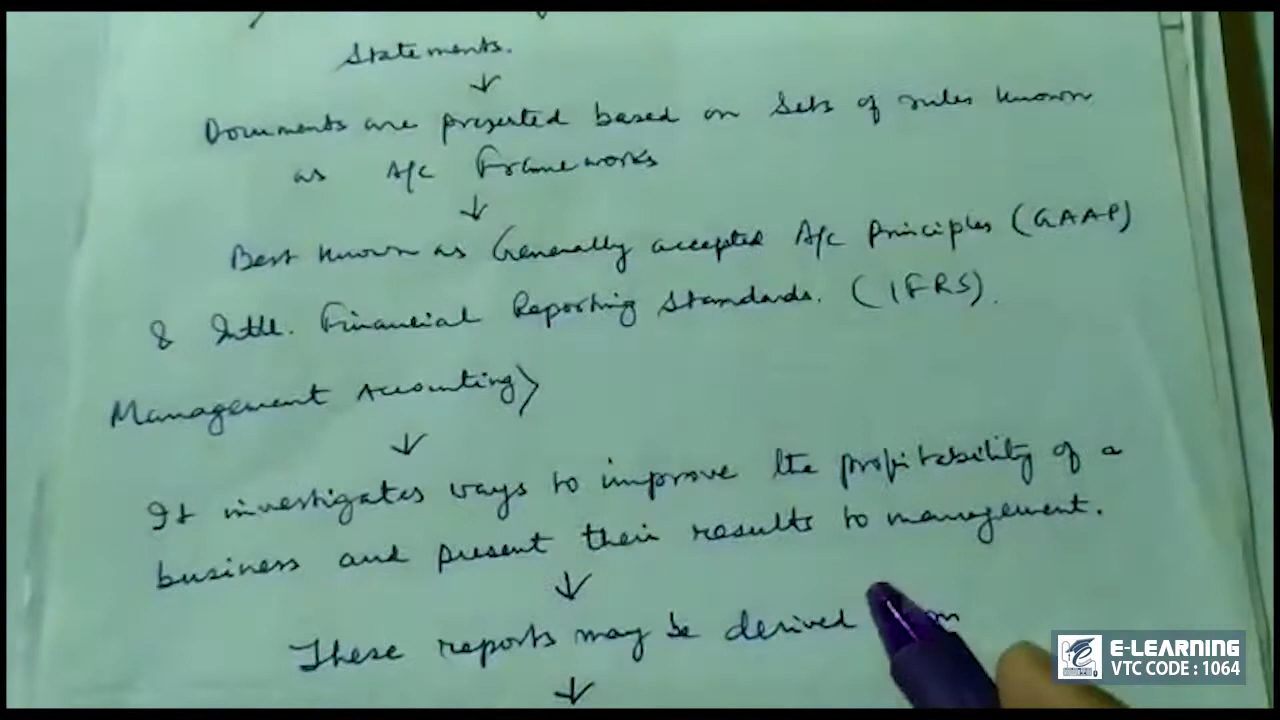 Statements.
↓
Documents are presented based on sets of rules known
as A/c Frameworks
↓
Best known as Generally accepted A/c Principles (GAAP)
& Intl. Financial Reporting Standards. (IFRS).
Management Accounting>
↓
It investigates ways to improve the profitability of a
business and present their results to management.
↓
These reports may be derived
↓
E-LEARNING
VTC CODE : 1064